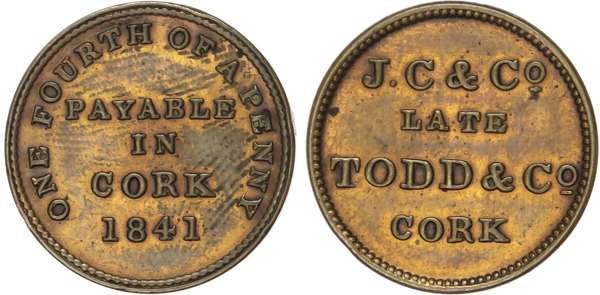 ONE FOURTH OF A PENNY
PAYABLE
IN
CORK
1841
J.C & Co
LATE
TODD & Co
CORK